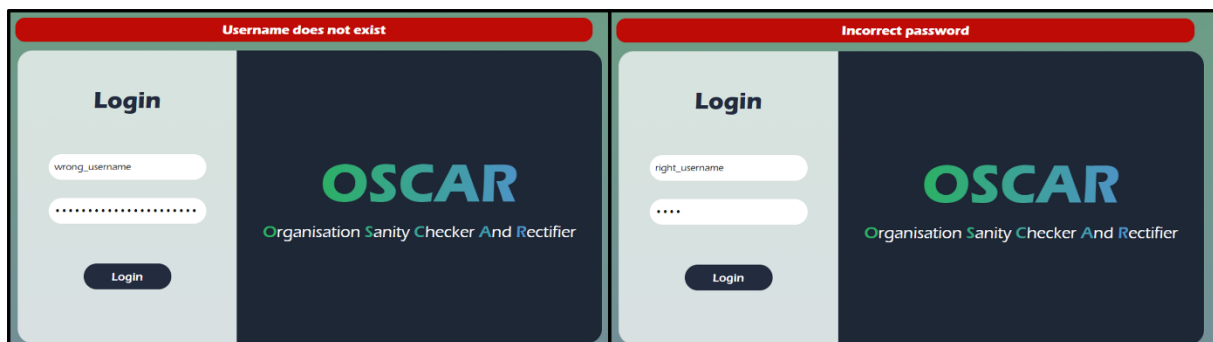 Username does not exist
Login
wrong_username
Login
OSCAR
Organisation Sanity Checker And Rectifier
Incorrect password
Login
right_username
Login
OSCAR
Organisation Sanity Checker And Rectifier